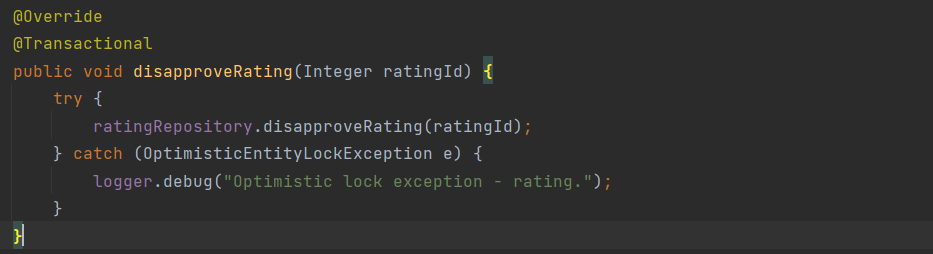 @Override
@Transactional
public void disapproveRating(Integer ratingId) {
    try {
        ratingRepository.disapproveRating(ratingId);
    } catch (OptimisticEntityLockException e) {
        logger.debug("Optimistic lock exception - rating.");
    }
}